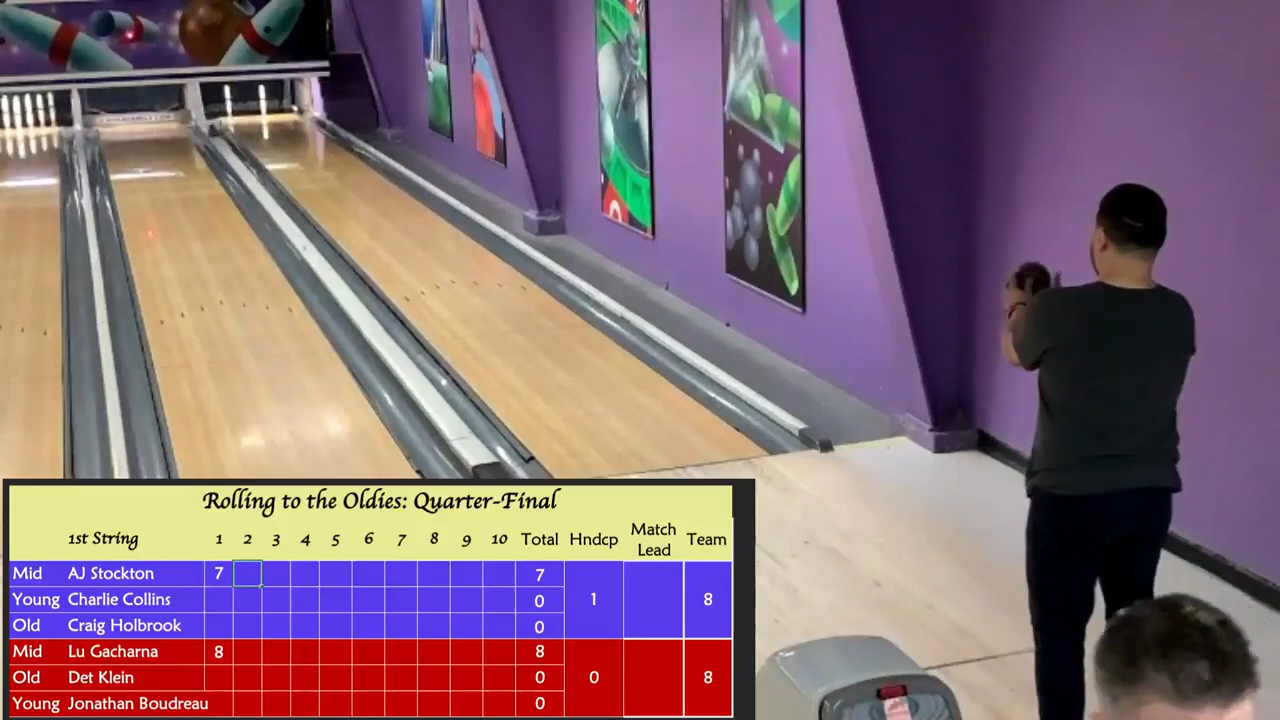 Rolling to the Oldies: Quarter-Final
1st String 1 2 3 4 5 6 7 8 9 10 Total Hndcp Match Lead Team
Mid AJ Stockton 7 7
Young Charlie Collins 0 1 8
Old Craig Holbrook 0
Mid Lu Gacharna 8 8
Old Det Klein 0 0 8
Young Jonathan Boudreau 0